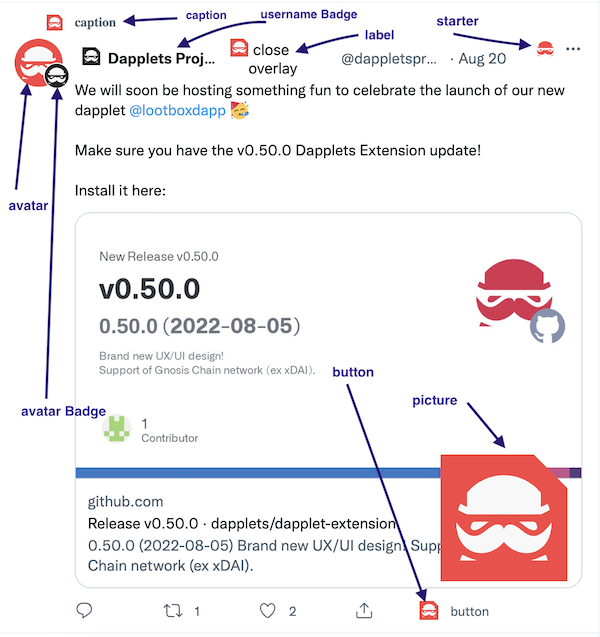 caption
caption
username Badge
label
starter
Dapplets Proj...
close
overlay
@dappletspr...
· Aug 20
We will soon be hosting something fun to celebrate the launch of our new
dapplet @lootboxdapp
Make sure you have the v0.50.0 Dapplets Extension update!
Install it here:
avatar
New Release v0.50.0
v0.50.0
0.50.0 (2022-08-05)
Brand new UX/UI design!
Support of Gnosis Chain network (ex xDAI).
button
picture
avatar Badge
1
Contributor
github.com
Release v0.50.0 · dapplets/dapplet-extension
0.50.0 (2022-08-05) Brand new UX/UI design! Supp
Chain network (ex xDAI).
1
2
button